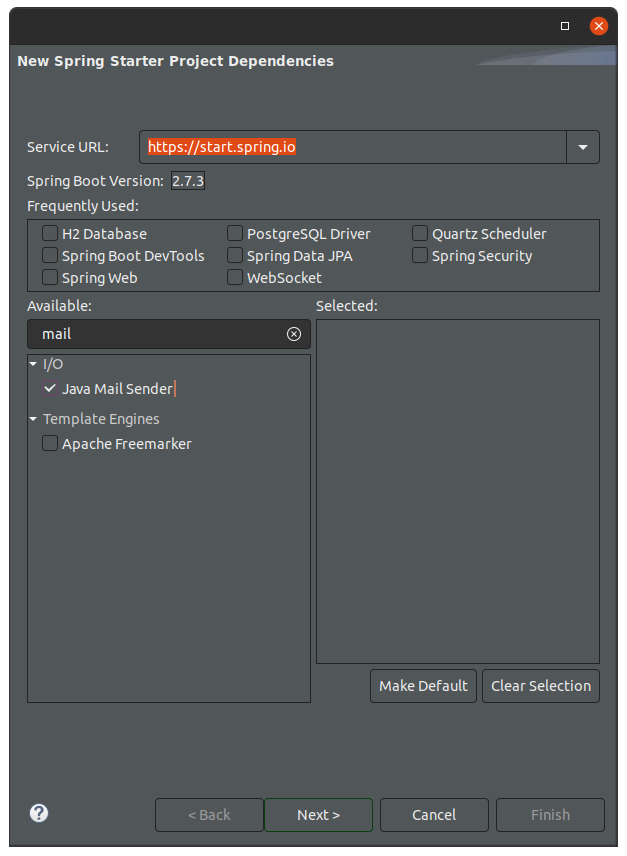 New Spring Starter Project Dependencies
Service URL: https://start.spring.io
Spring Boot Version: 2.7.3
Frequently Used:
H2 Database PostgreSQL Driver Quartz Scheduler
Spring Boot DevTools Spring Data JPA Spring Security
Spring Web WebSocket
Available: Selected:
mail
I/O
Java Mail Sender
Template Engines
Apache Freemarker
Make Default Clear Selection
? < Back Next > Cancel Finish